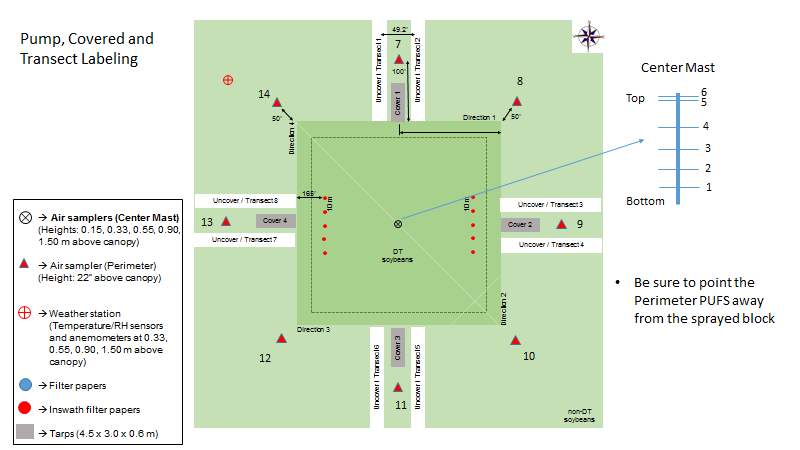 Pump, Covered and
Transect Labeling
49.2'
7
100'
Uncover / Transect 1
Uncover / Transect 2
Cover 1
8
50'
Direction 1
14
50'
Direction 4
Center Mast
Top
6
5
4
3
2
1
Bottom
Uncover / Transect 8
165'
10 m
10 m
Uncover / Transect 3
13
Cover 4
Cover 2
9
Uncover / Transect 7
Uncover / Transect 4
DT
soybeans
Direction 2
Direction 3
12
10
Uncover / Transect 6
Uncover / Transect 5
Cover 3
11
non-DT
soybeans
→ Air samplers (Center Mast)
(Heights: 0.15, 0.33, 0.55, 0.90,
1.50 m above canopy)
→ Air sampler (Perimeter)
(Height: 22" above canopy)
→ Weather station
(Temperature/RH sensors
and anemometers at 0.33,
0.55, 0.90, 1.50 m above
canopy)
→ Filter papers
→ Inswath filter papers
→ Tarps (4.5 x 3.0 x 0.6 m)
• Be sure to point the
Perimeter PUFS away
from the sprayed block